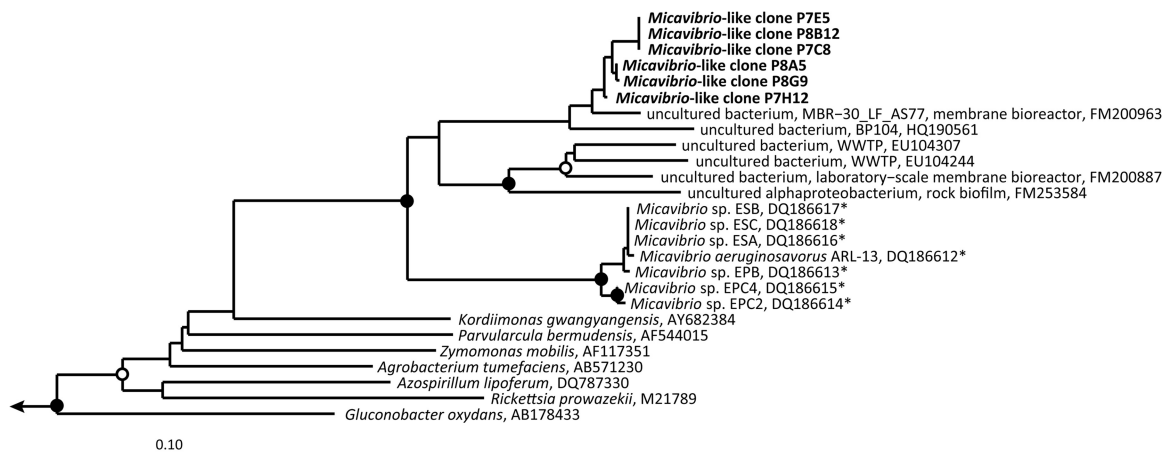 Micavibrio-like clone P7E5
Micavibrio-like clone P8B12
Micavibrio-like clone P7C8
Micavibrio-like clone P8A5
Micavibrio-like clone P8G9
Micavibrio-like clone P7H12
uncultured bacterium, MBR−30_LF_AS77, membrane bioreactor, FM200963
uncultured bacterium, BP104, HQ190561
uncultured bacterium, WWTP, EU104307
uncultured bacterium, WWTP, EU104244
uncultured bacterium, laboratory−scale membrane bioreactor, FM200887
uncultured alphaproteobacterium, rock biofilm, FM253584
Micavibrio sp. ESB, DQ186617*
Micavibrio sp. ESC, DQ186618*
Micavibrio sp. ESA, DQ186616*
Micavibrio aeruginosavorus ARL-13, DQ186612*
Micavibrio sp. EPB, DQ186613*
Micavibrio sp. EPC4, DQ186615*
Micavibrio sp. EPC2, DQ186614*
Kordiimonas gwangyangensis, AY682384
Parvularcula bermudensis, AF544015
Zymomonas mobilis, AF117351
Agrobacterium tumefaciens, AB571230
Azospirillum lipoferum, DQ787330
Rickettsia prowazekii, M21789
Gluconobacter oxydans, AB178433
0.10